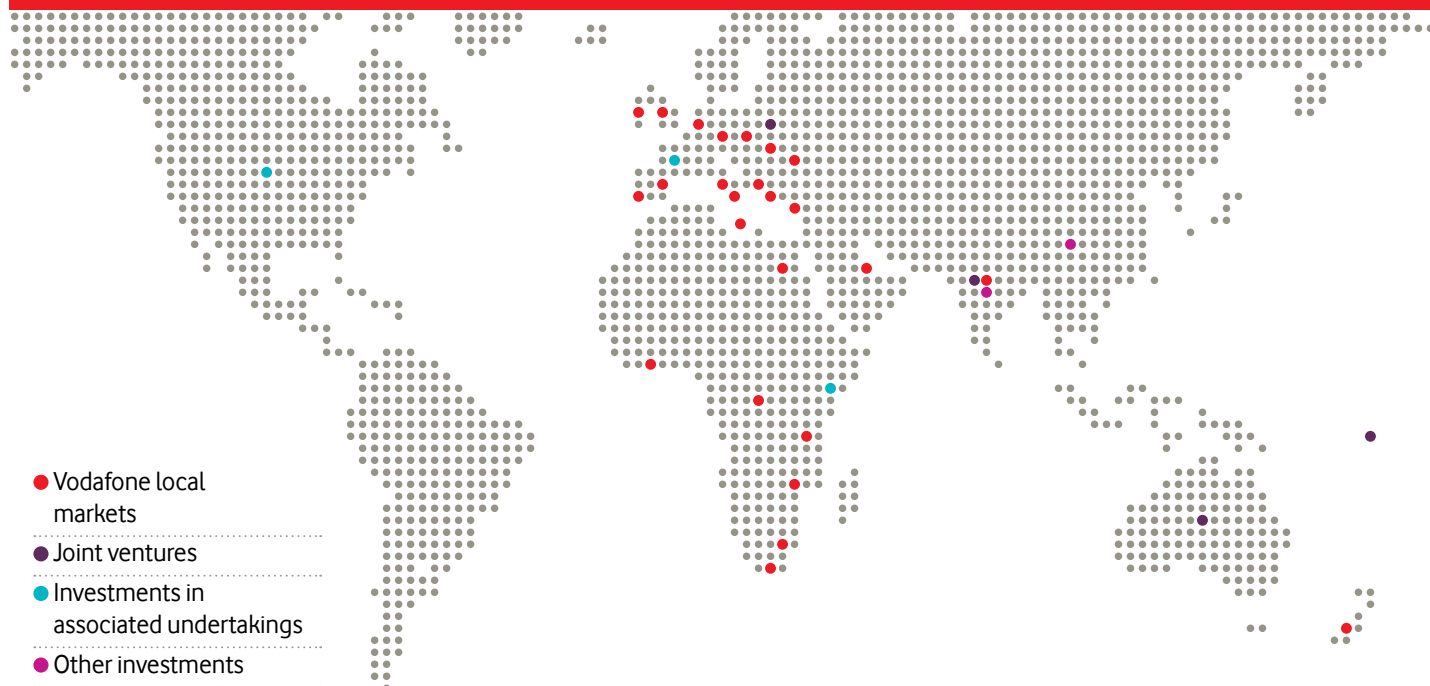 Vodafone local
markets
Joint ventures
Investments in
associated undertakings
Other investments